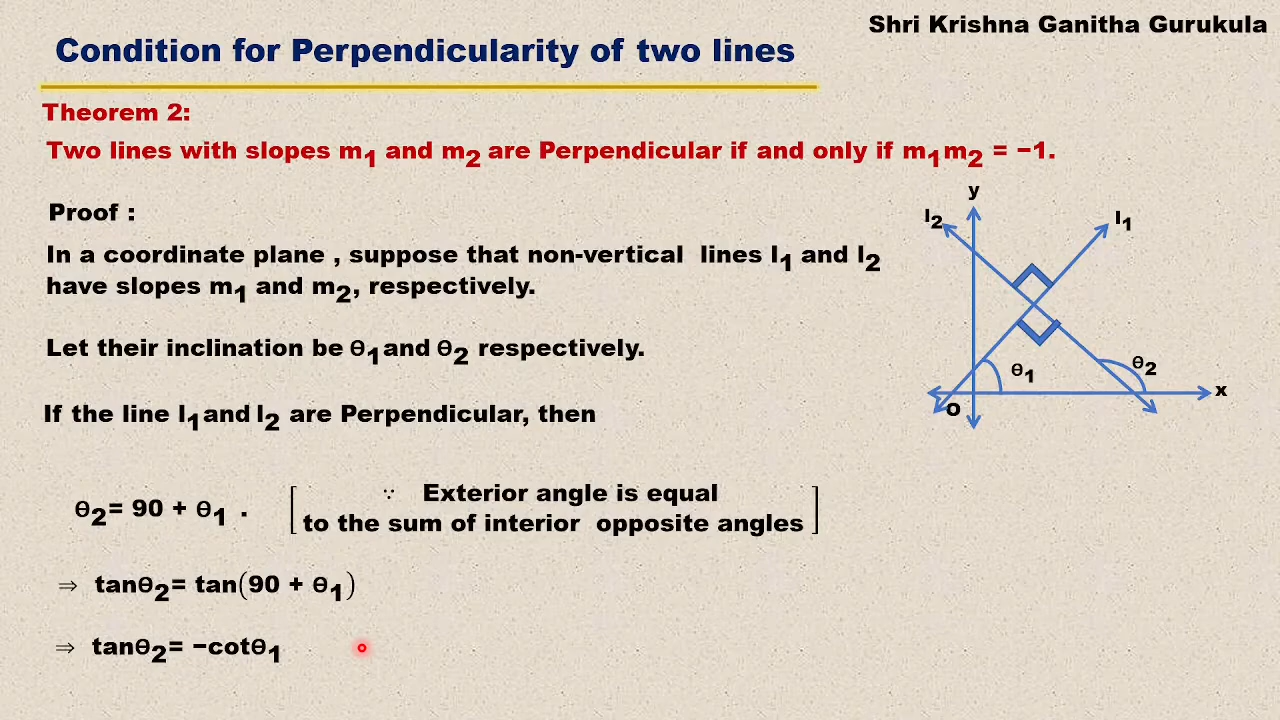 Shri Krishna Ganitha Gurukula
Condition for Perpendicularity of two lines
Theorem 2:
Two lines with slopes m₁ and m₂ are Perpendicular if and only if m₁m₂ = −1.
Proof :
In a coordinate plane , suppose that non-vertical lines l₁ and l₂
have slopes m₁ and m₂, respectively.
Let their inclination be θ₁ and θ₂ respectively.
If the line l₁ and l₂ are Perpendicular, then
θ₂= 90 + θ₁ .
[∵ Exterior angle is equal
to the sum of interior opposite angles]
⇒ tanθ₂= tan(90 + θ₁)
⇒ tanθ₂= −cotθ₁
y
l₂
l₁
θ₁
θ₂
x
O